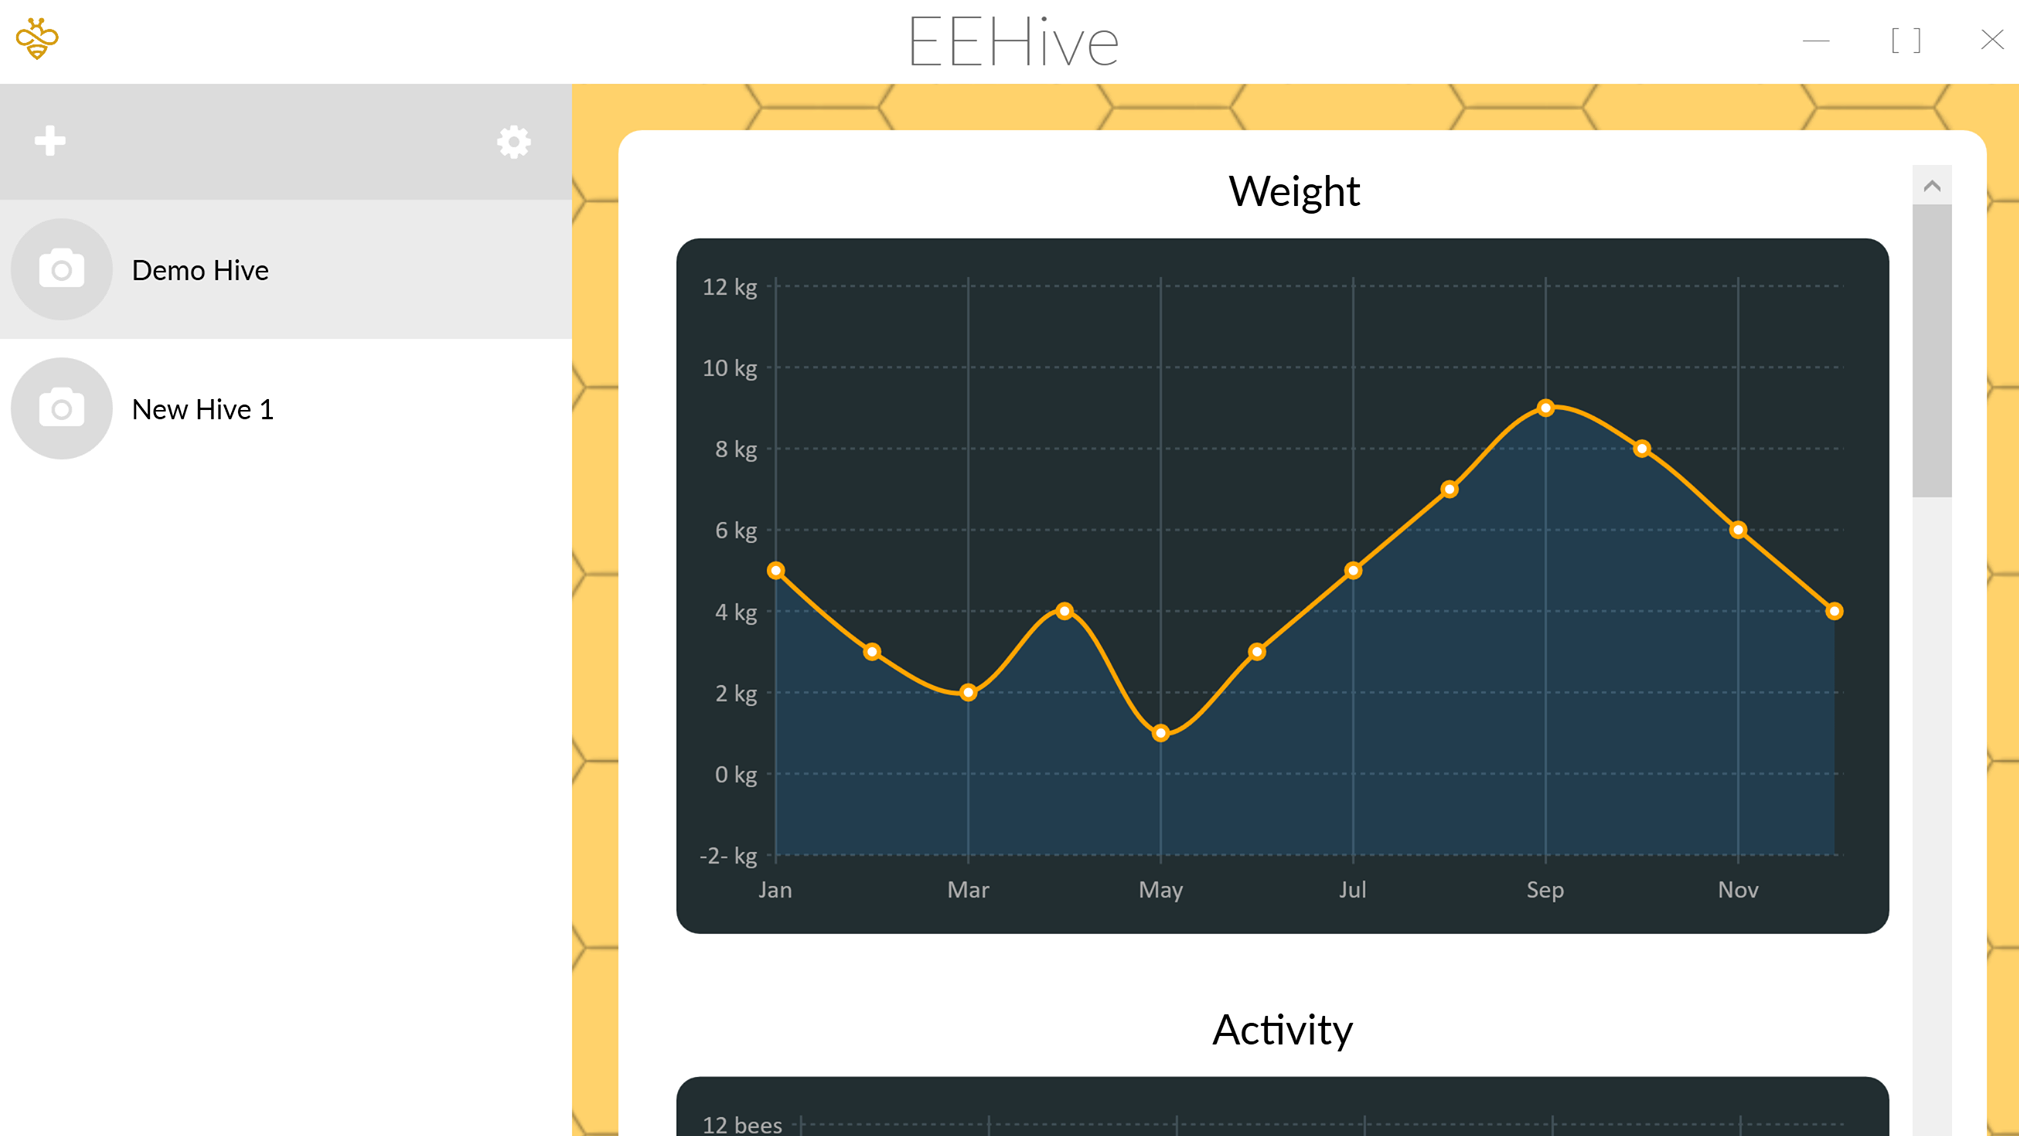 EEHive
Demo Hive
New Hive 1
Weight
12 kg
10 kg
8 kg
6 kg
4 kg
2 kg
0 kg
-2- kg
Jan Mar May Jul Sep Nov
Activity
12 bees